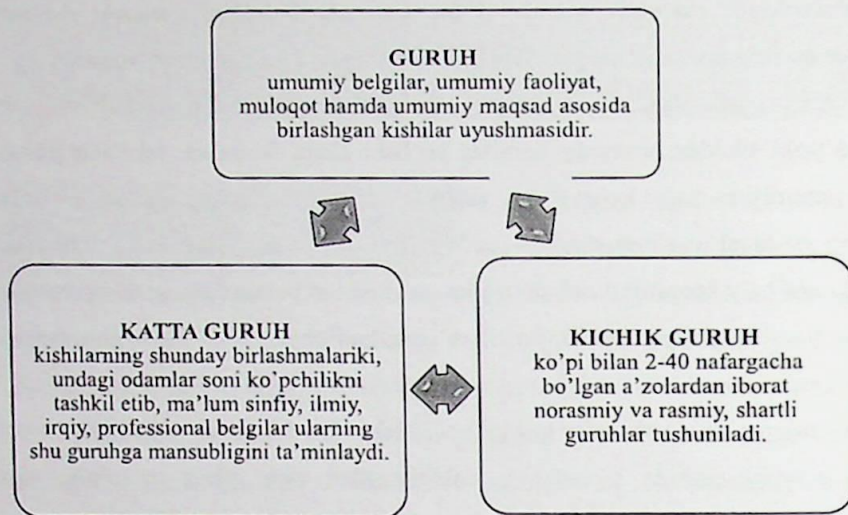 GURUH
umumiy belgilar, umumiy faoliyat,
muloqot hamda umumiy maqsad asosida
birlashgan kishilar uyushmasidir.
KATTA GURUH
kishilarning shunday birlashmalariki,
undagi odamlar soni ko'pchilikni
tashkil etib, ma'lum sinfiy, ilmiy,
irqiy, professional belgilar ularning
shu guruhga mansubligini ta'minlaydi.
KICHIK GURUH
ko'pi bilan 2-40 nafargacha
bo'lgan a'zolardan iborat
norasmiy va rasmiy, shartli
guruhlar tushuniladi.